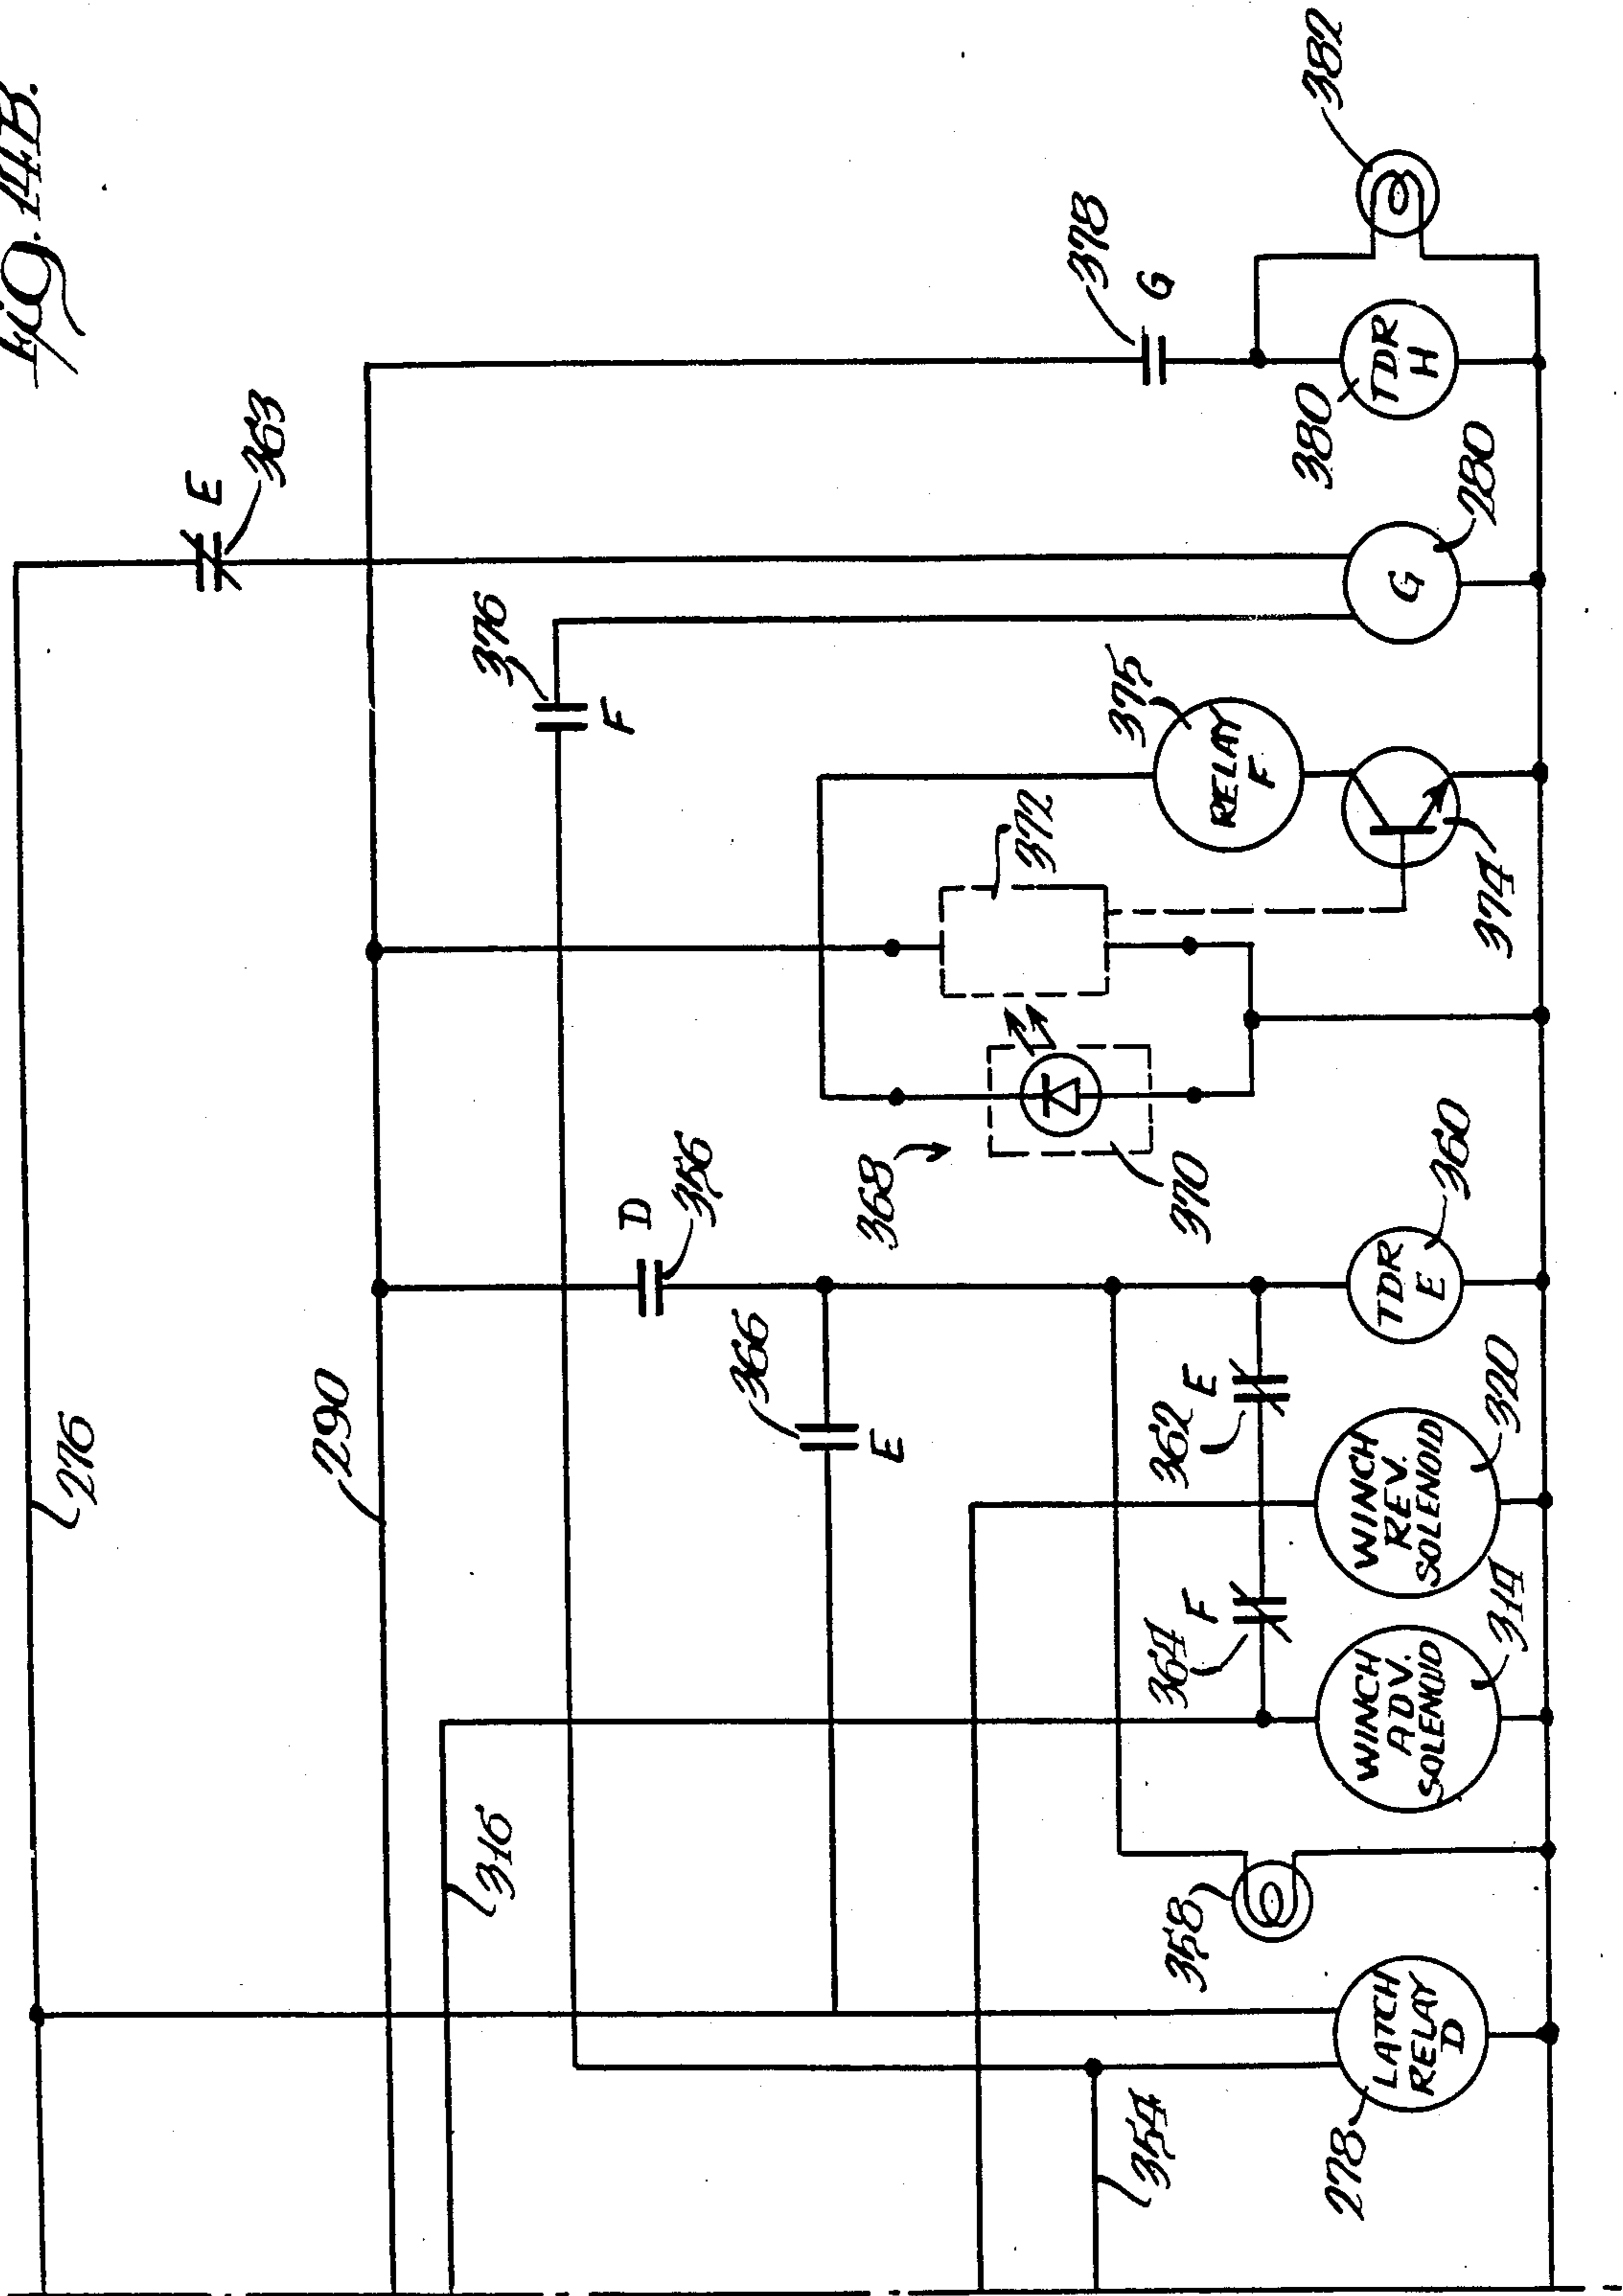 Fig. 14B.
276
E
363
290
316
376
F
D
356
366
E
378
G
382
368
370
372
RELAY
F
375
374
G
280
TDR
H
380
354
278
LATCH
RELAY
D
358
364
F
362
E
WINCH
ADV.
SOLENOID
314
WINCH
REV.
SOLENOID
320
TDR
E
360